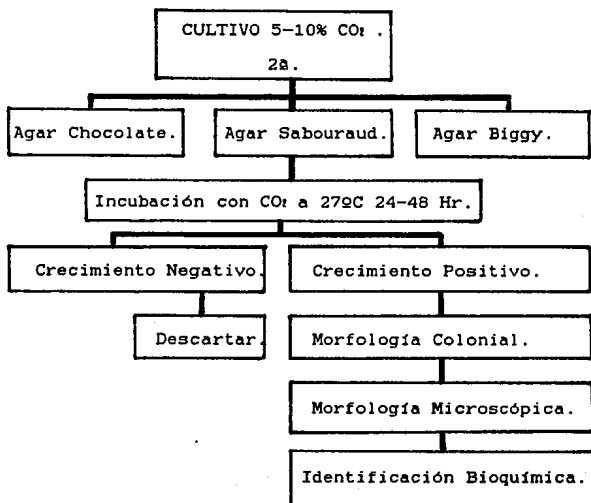 CULTIVO 5-10% CO₂ .
2a.
Agar Chocolate.
Agar Sabouraud.
Agar Biggy.
Incubación con CO₂ a 27ºC 24-48 Hr.
Crecimiento Negativo.
Crecimiento Positivo.
Descartar.
Morfología Colonial.
Morfología Microscópica.
Identificación Bioquímica.